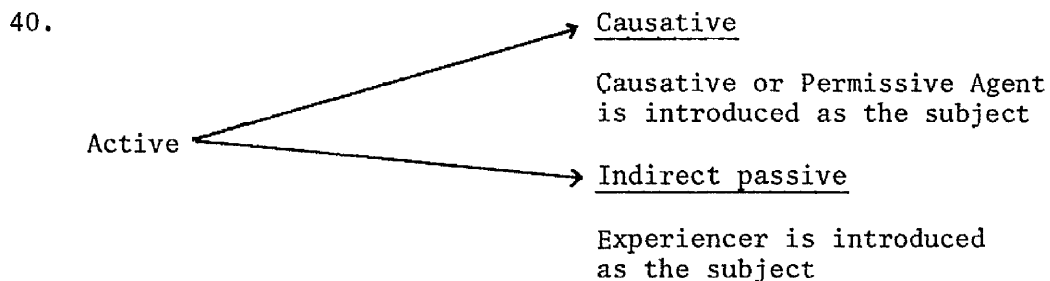 40.
Causative
Causative or Permissive Agent
is introduced as the subject
Active
Indirect passive
Experiencer is introduced
as the subject